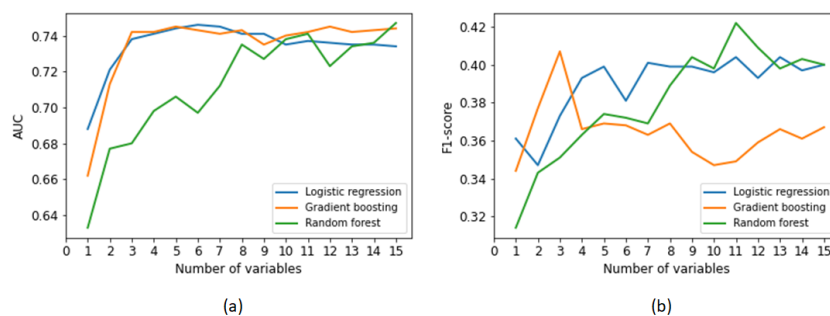 0.74
0.72
0.70
0.68
0.66
0.64
AUC
0 1 2 3 4 5 6 7 8 9 10 11 12 13 14 15
Number of variables
Logistic regression
Gradient boosting
Random forest
(a)
0.42
0.40
0.38
0.36
0.34
0.32
F1-score
0 1 2 3 4 5 6 7 8 9 10 11 12 13 14 15
Number of variables
Logistic regression
Gradient boosting
Random forest
(b)